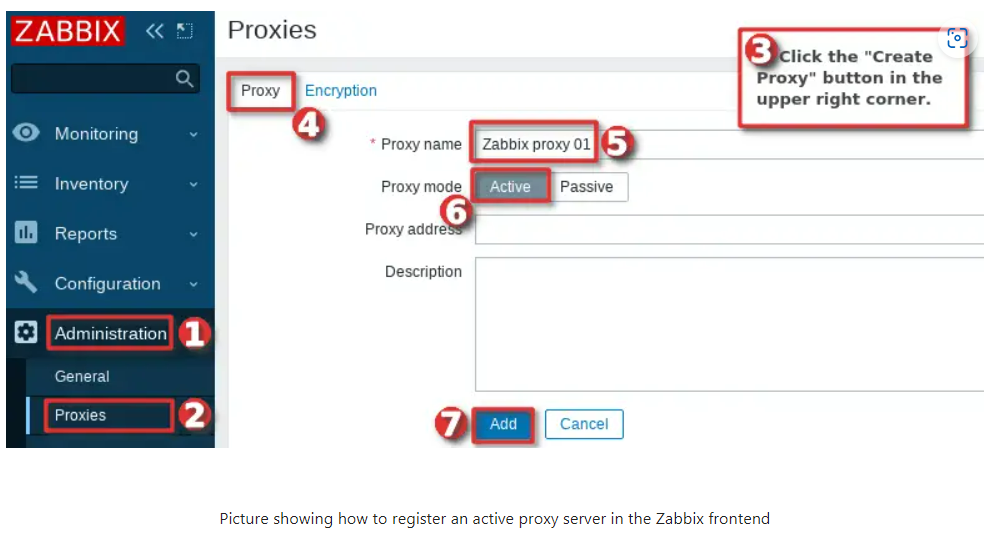 ZABBIX
Proxies
3 Click the "Create
Proxy" button in the
upper right corner.
Proxy
Encryption
4
Monitoring
* Proxy name
Zabbix proxy 01
5
Inventory
Proxy mode
Active
Passive
6
Reports
Proxy address
Configuration
Description
Administration
1
General
Proxies
2
7
Add
Cancel
Picture showing how to register an active proxy server in the Zabbix frontend